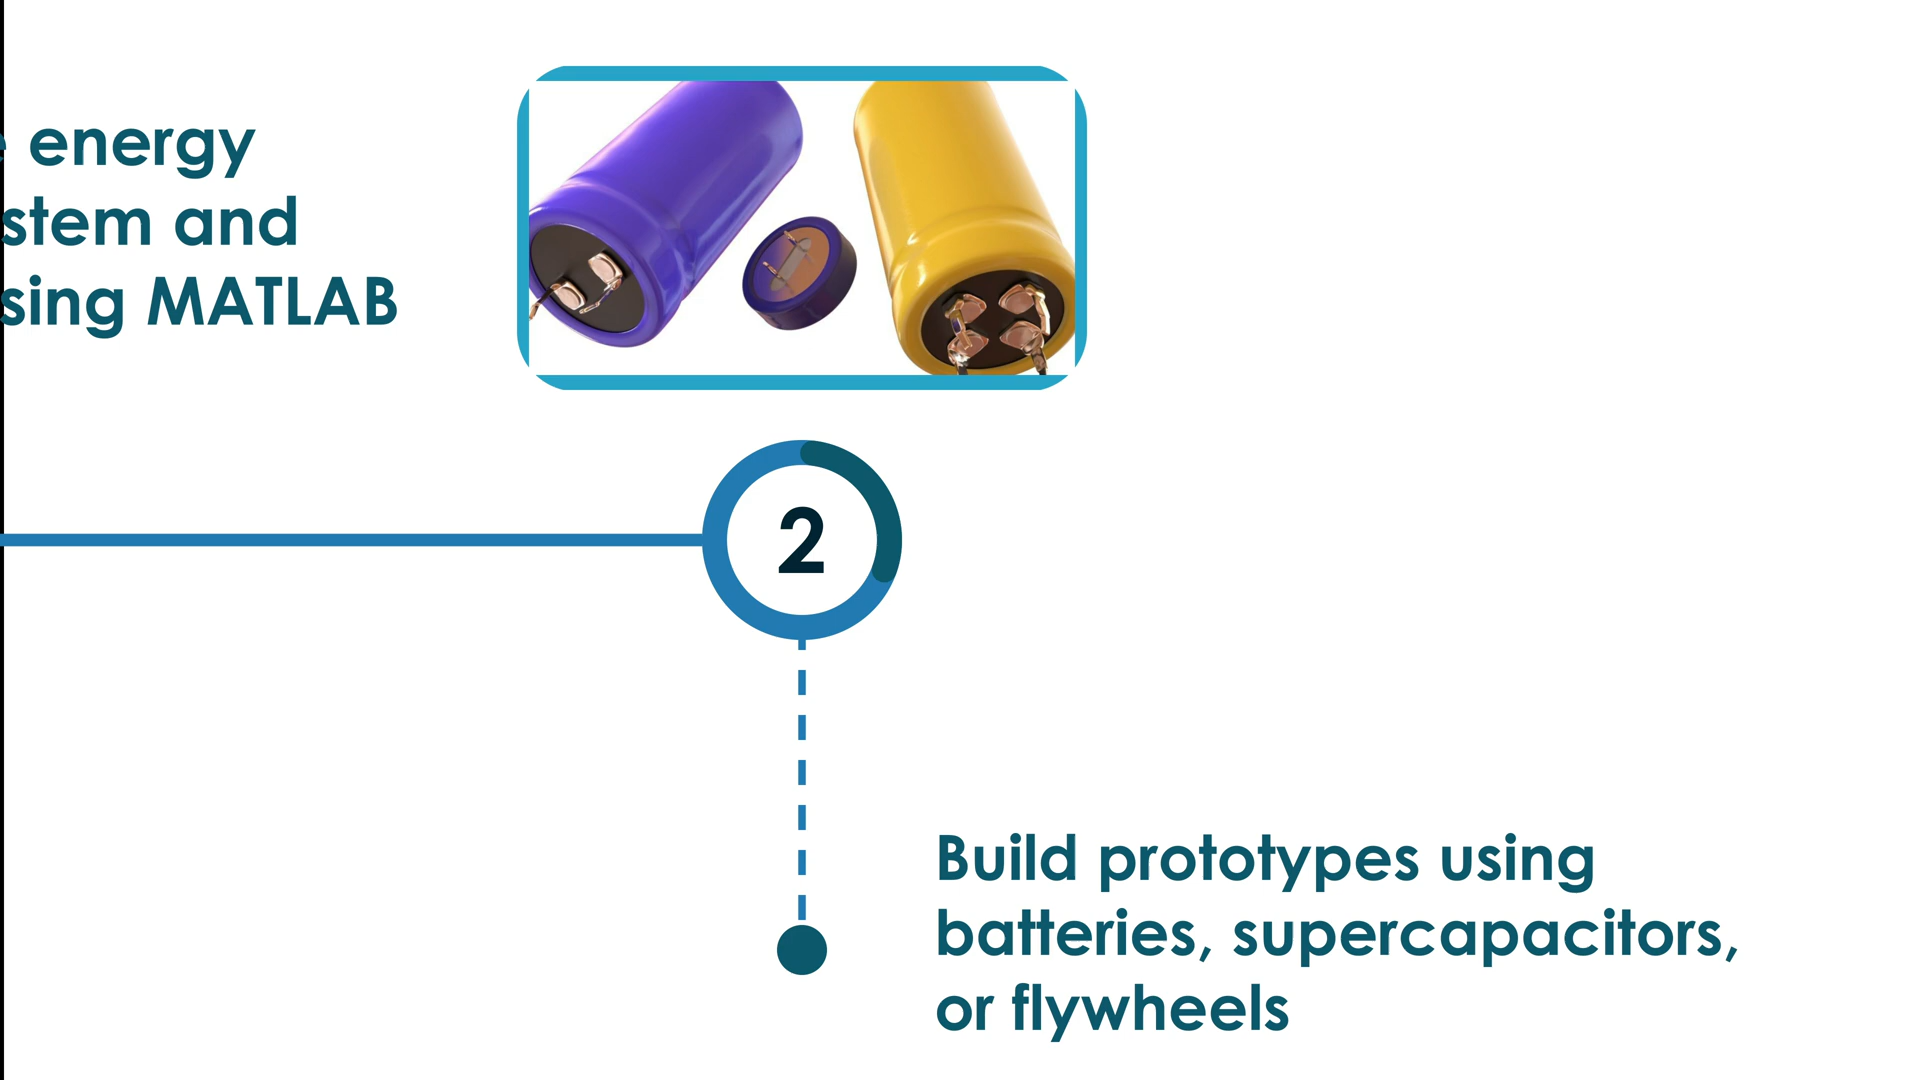 energy
stem and
sing MATLAB
2
Build prototypes using
batteries, supercapacitors,
or flywheels